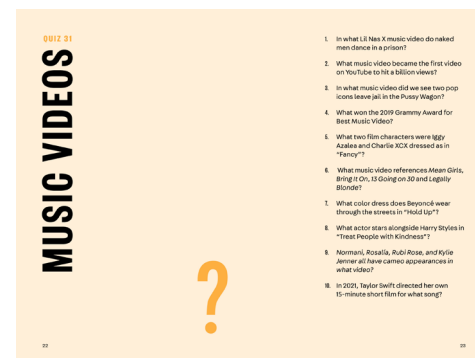 QUIZ 31
MUSIC VIDEOS
?
22
1. In what Lil Nas X music video do naked
men dance in a prison?
2. What music video became the first video
on YouTube to hit a billion views?
3. In what music video did we see two pop
icons leave jail in the Pussy Wagon?
4. What won the 2019 Grammy Award for
Best Music Video?
5. What two film characters were Iggy
Azalea and Charlie XCX dressed as in
“Fancy”?
6. What music video references Mean Girls,
Bring It On, 13 Going on 30 and Legally
Blonde?
7. What color dress does Beyoncé wear
through the streets in “Hold Up”?
8. What actor stars alongside Harry Styles in
“Treat People with Kindness”?
9. Normani, Rosalía, Rubi Rose, and Kylie
Jenner all have cameo appearances in
what video?
10. In 2021, Taylor Swift directed her own
15-minute short film for what song?
23